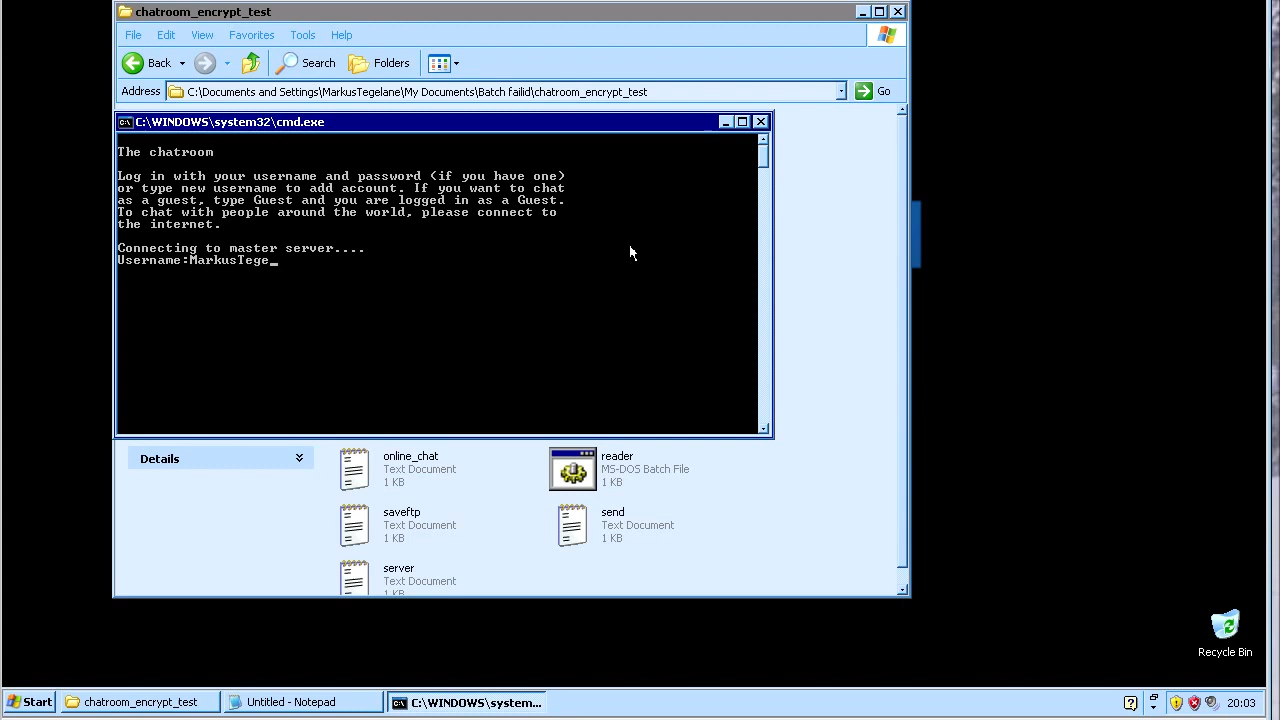 chatroom_encrypt_test
File Edit View Favorites Tools Help
Back Search Folders
Address C:\Documents and Settings\MarkusTegelane\My Documents\Batch failid\chatroom_encrypt_test Go
C:\WINDOWS\system32\cmd.exe
The chatroom
Log in with your username and password (if you have one)
or type new username to add account. If you want to chat
as a guest, type Guest and you are logged in as a Guest.
To chat with people around the world, please connect to
the internet.
Connecting to master server....
Username:MarkusTege_
Details
online_chat
Text Document
1 KB
reader
MS-DOS Batch File
1 KB
saveftp
Text Document
1 KB
send
Text Document
1 KB
server
Text Document
1 KB
Recycle Bin
Start chatroom_encrypt_test Untitled - Notepad C:\WINDOWS\system... 20:03